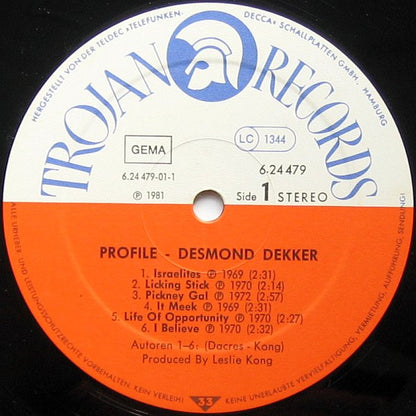 HERGESTELLT VON DER TELDEC »TELEFUNKEN · DECCA« SCHALLPLATTEN GMBH, HAMBURG
TROJAN RECORDS
GEMA
LC 1344
6.24 479-01-1
6.24 479
℗ 1981
Side 1 STEREO
PROFILE - DESMOND DEKKER
1. Israelites ℗ 1969 (2:31)
2. Licking Stick ℗ 1970 (2:14)
3. Pickney Gal ℗ 1972 (2:57)
4. It Meek ℗ 1969 (2:31)
5. Life Of Opportunity ℗ 1970 (2:27)
6. I Believe ℗ 1970 (2:32)
Autoren 1–6: (Dacres - Kong)
Produced By Leslie Kong
ALLE URHEBER- UND LEISTUNGSSCHUTZRECHTE VORBEHALTEN. KEIN VERLEIH! KEINE UNERLAUBTE VERVIELFÄLTIGUNG, VERMIETUNG, AUFFÜHRUNG, SENDUNG!
33